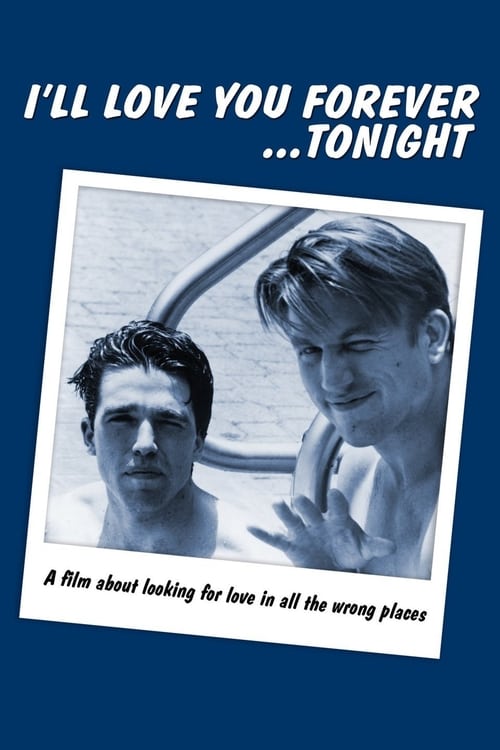 I'LL LOVE YOU FOREVER
...TONIGHT
A film about looking for love in all the wrong places